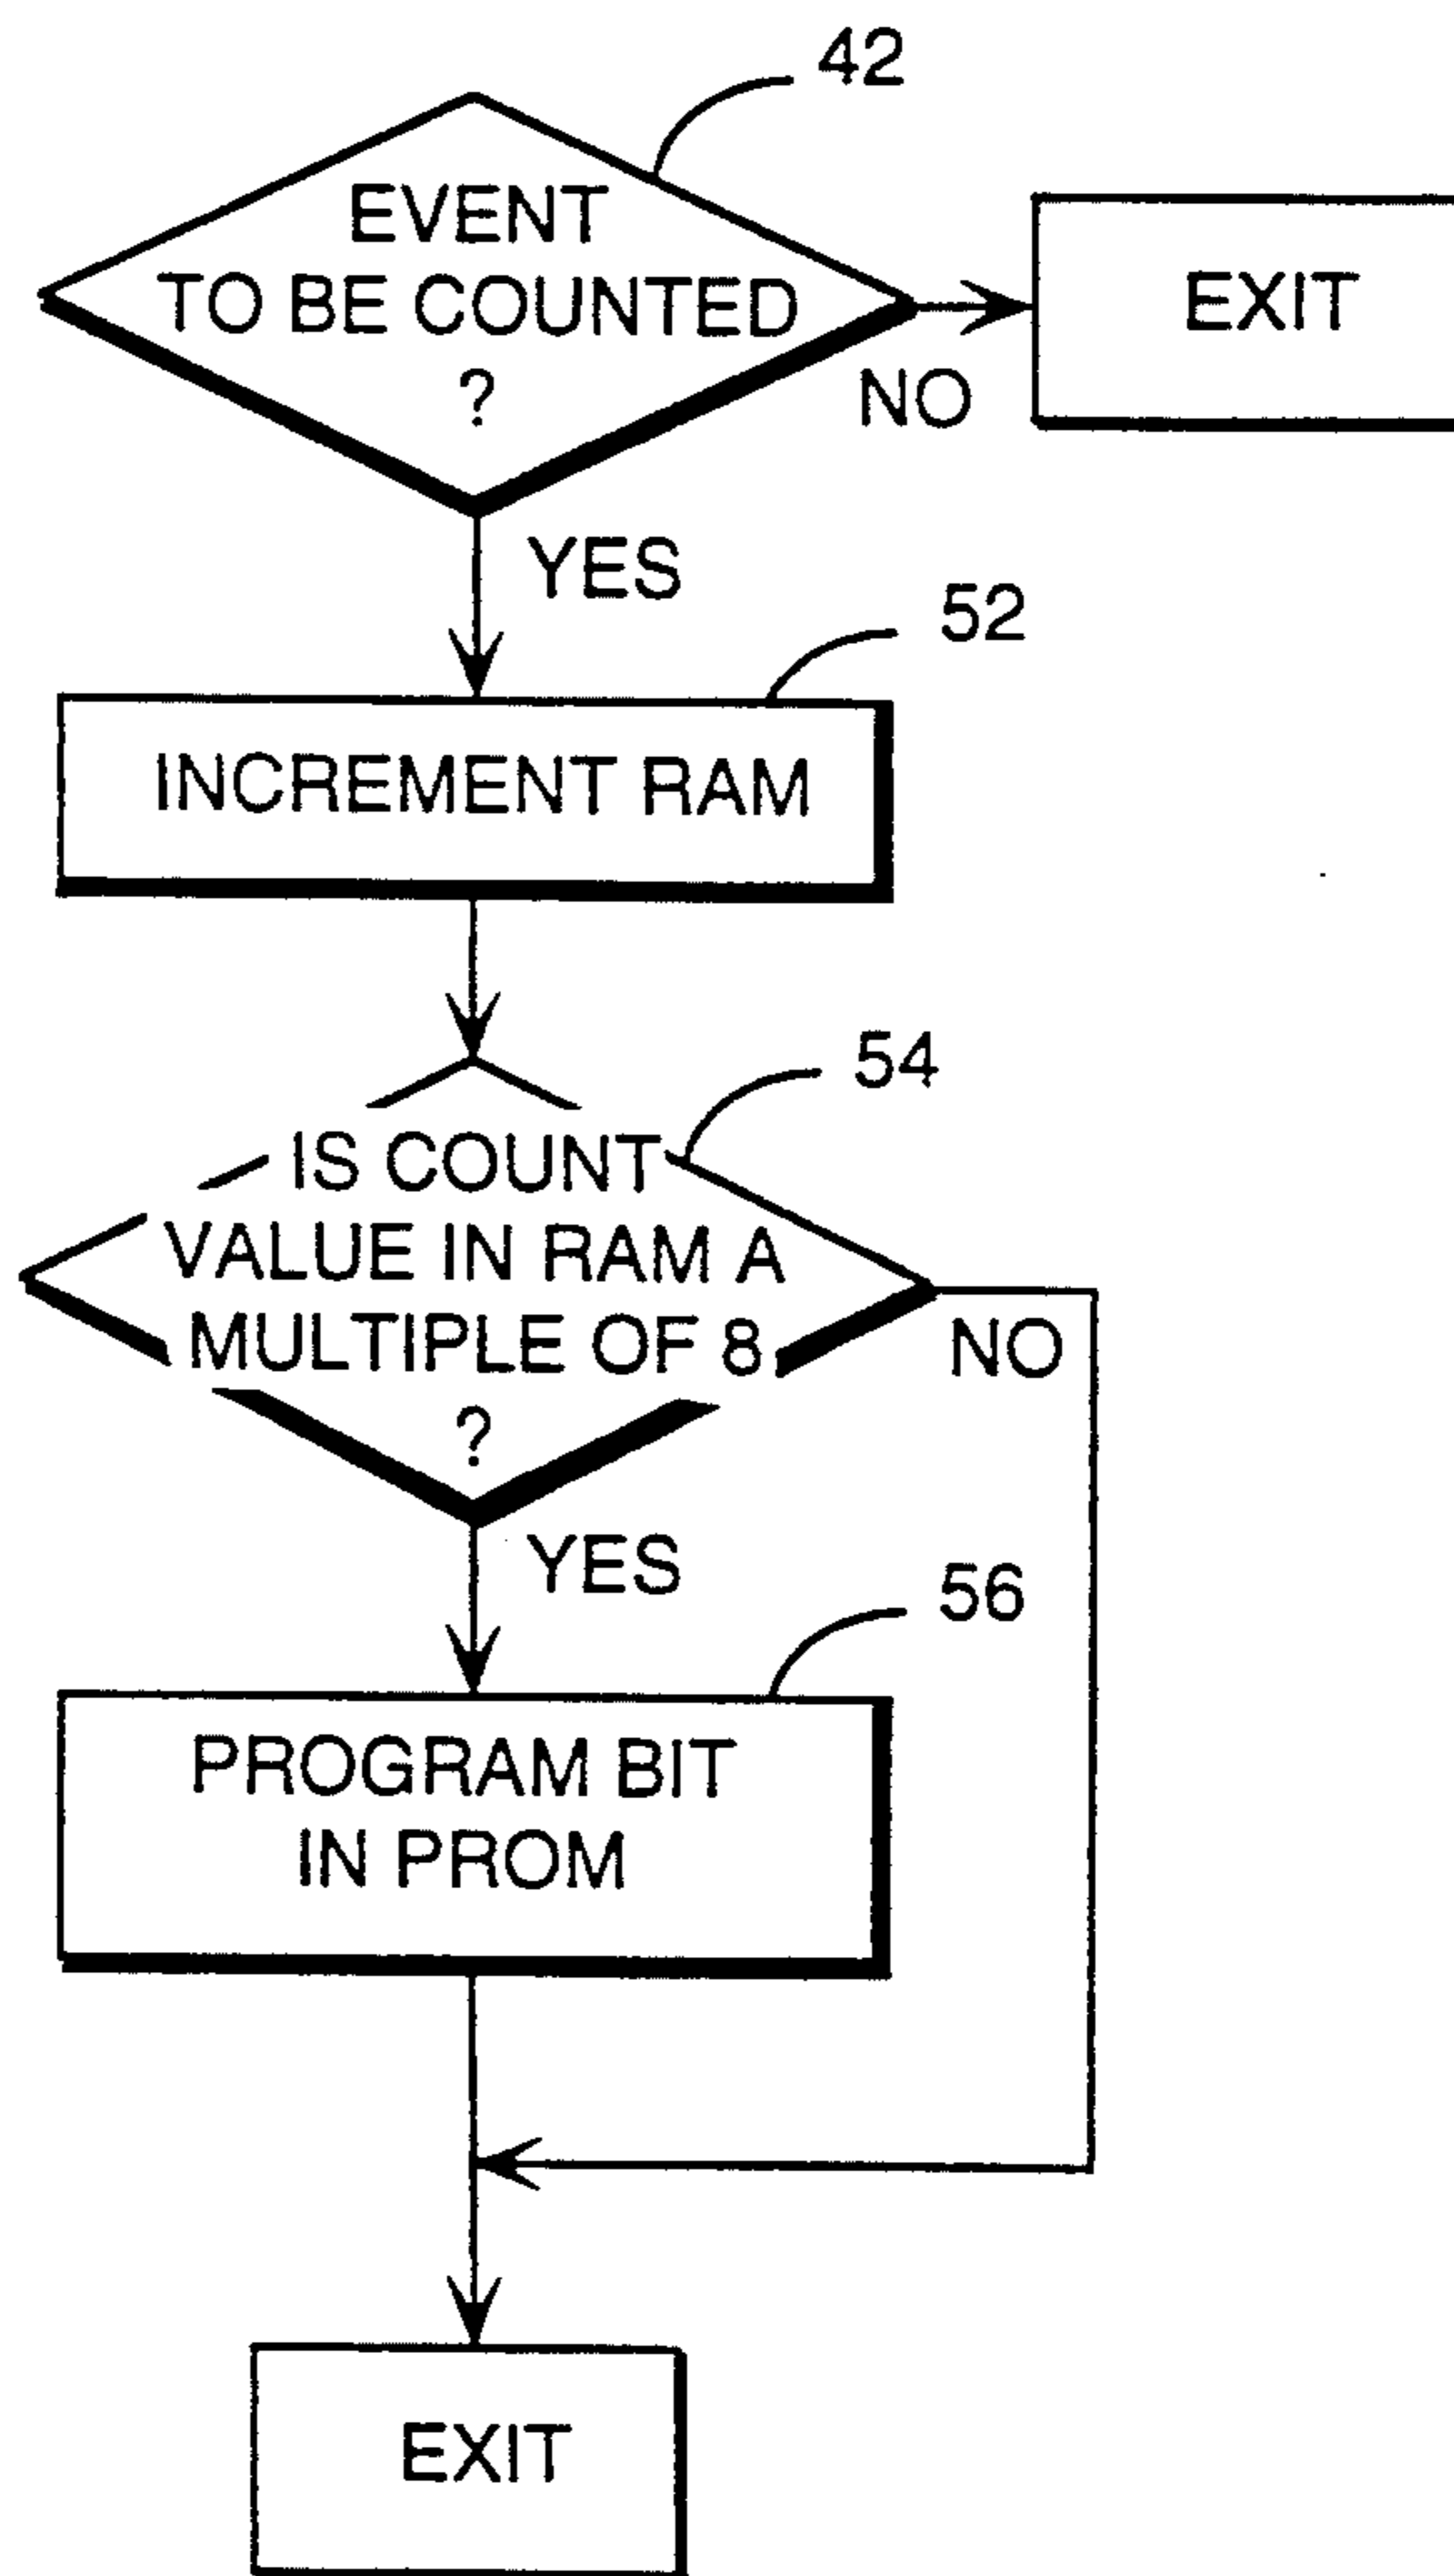 42
EVENT
TO BE COUNTED
?
NO
EXIT
YES
52
INCREMENT RAM
54
IS COUNT
VALUE IN RAM A
MULTIPLE OF 8
?
NO
YES
56
PROGRAM BIT
IN PROM
EXIT